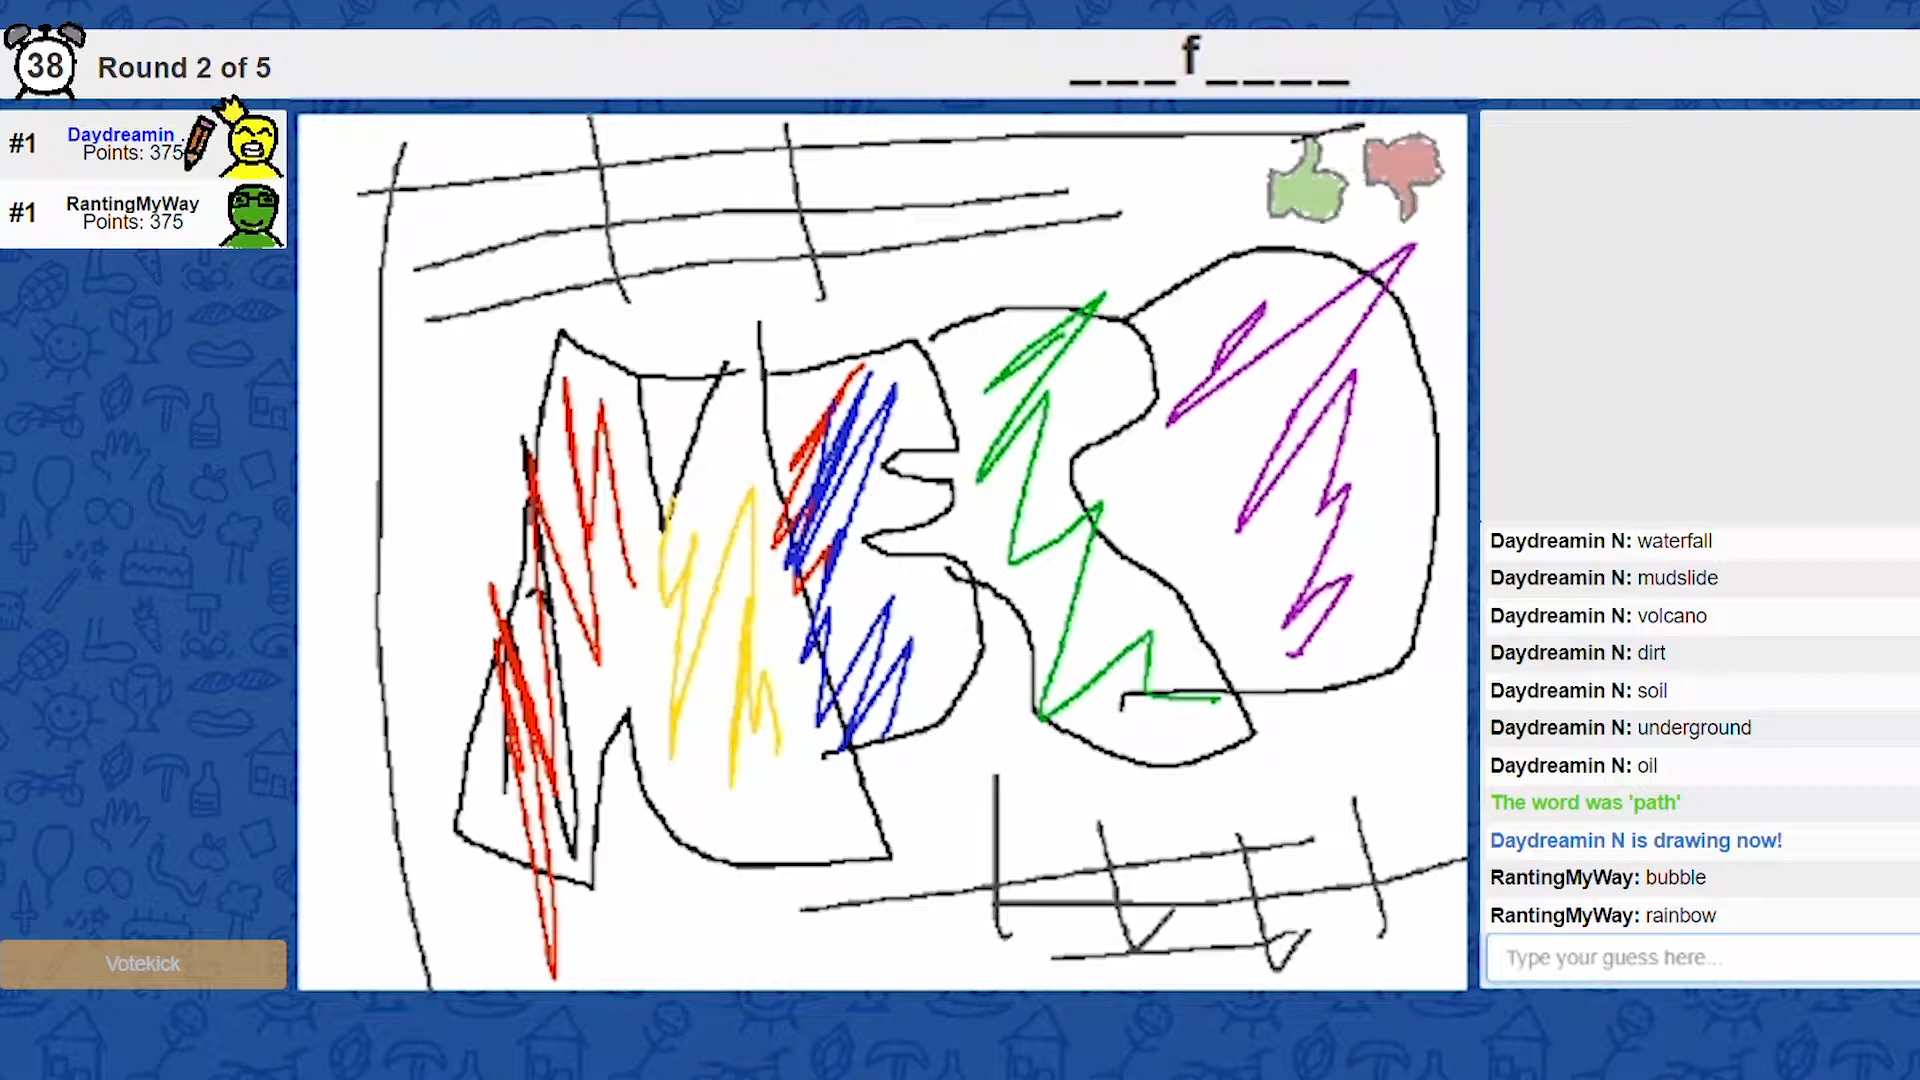 38
Round 2 of 5
_ _ _ f _ _ _ _
#1
Daydreamin
Points: 375
#1
RantingMyWay
Points: 375
Daydreamin N: waterfall
Daydreamin N: mudslide
Daydreamin N: volcano
Daydreamin N: dirt
Daydreamin N: soil
Daydreamin N: underground
Daydreamin N: oil
The word was 'path'
Daydreamin N is drawing now!
RantingMyWay: bubble
RantingMyWay: rainbow
Type your guess here...
Votekick